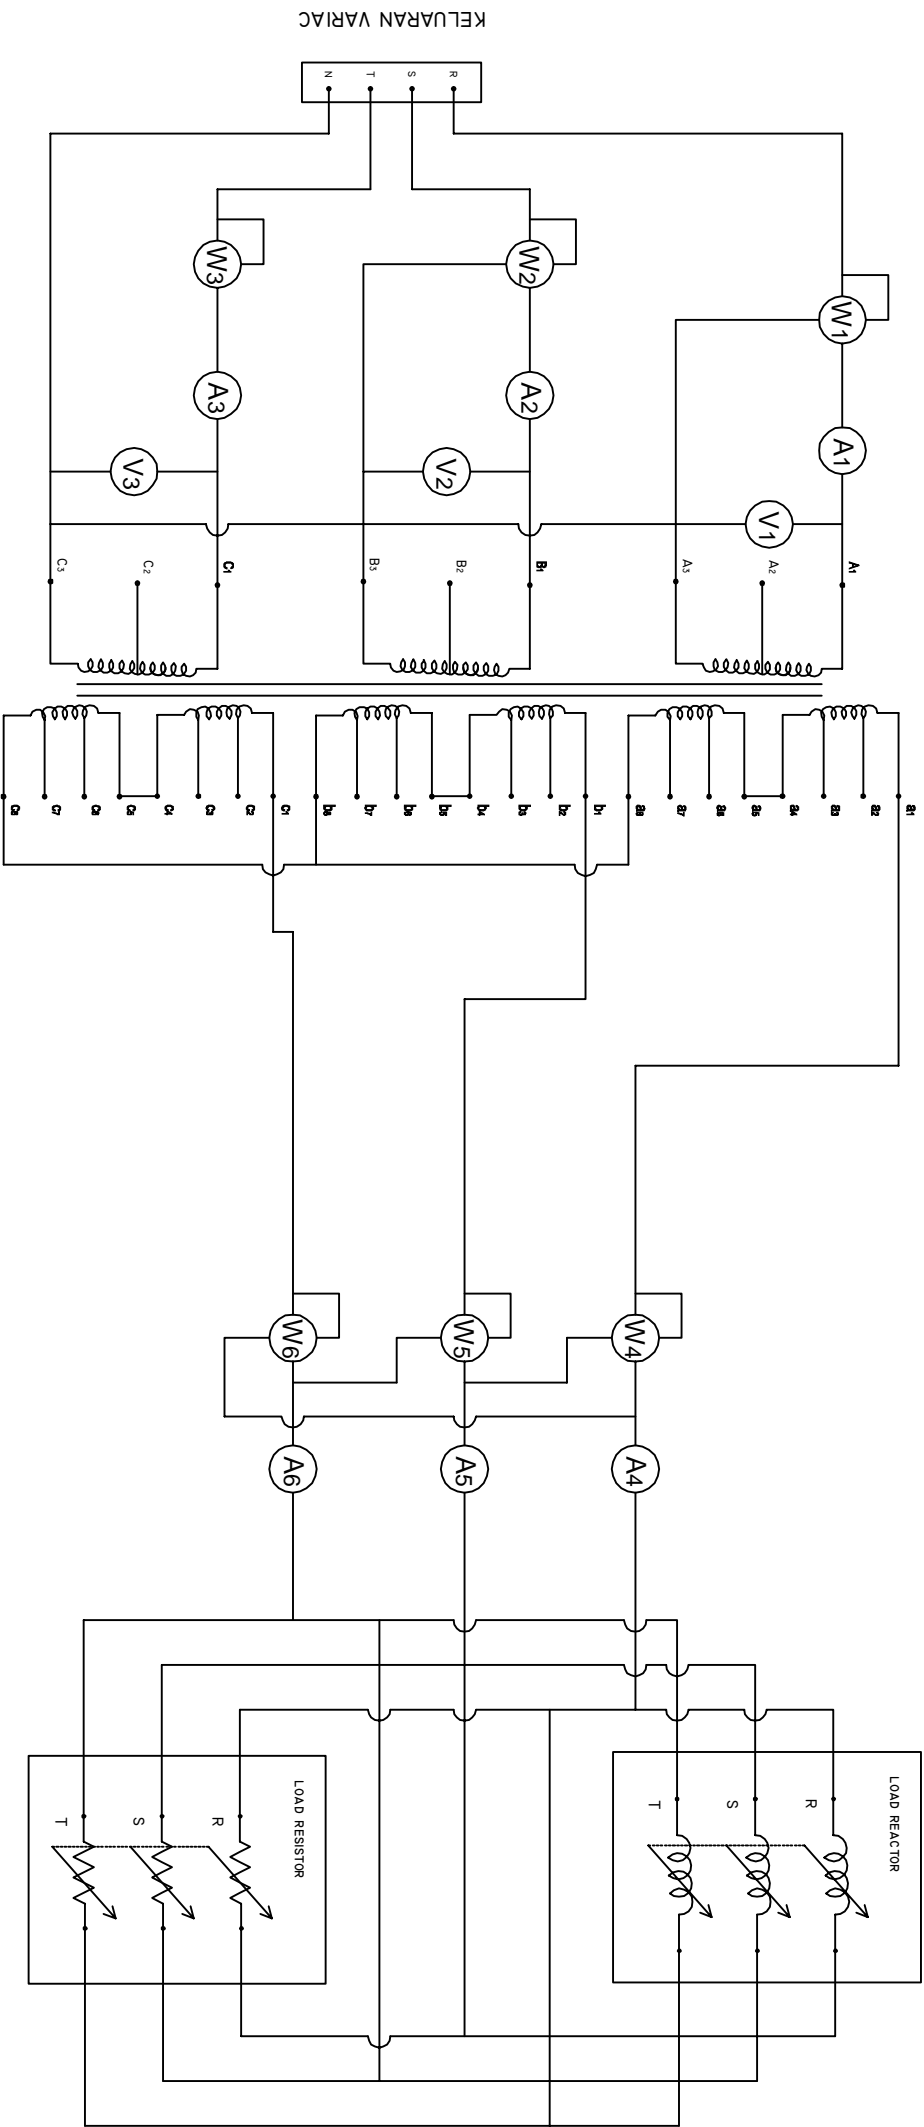 KELUARAN VARIAC
R
S
T
N
W1
A1
V1
W2
A2
V2
W3
A3
V3
A1
A2
A3
B1
B2
B3
C1
C2
C3
a1
a2
a3
a4
a5
a6
a7
a8
b1
b2
b3
b4
b5
b6
b7
b8
c1
c2
c3
c4
c5
c6
c7
c8
W4
W5
W6
A4
A5
A6
LOAD REACTOR
R
S
T
LOAD RESISTOR
R
S
T